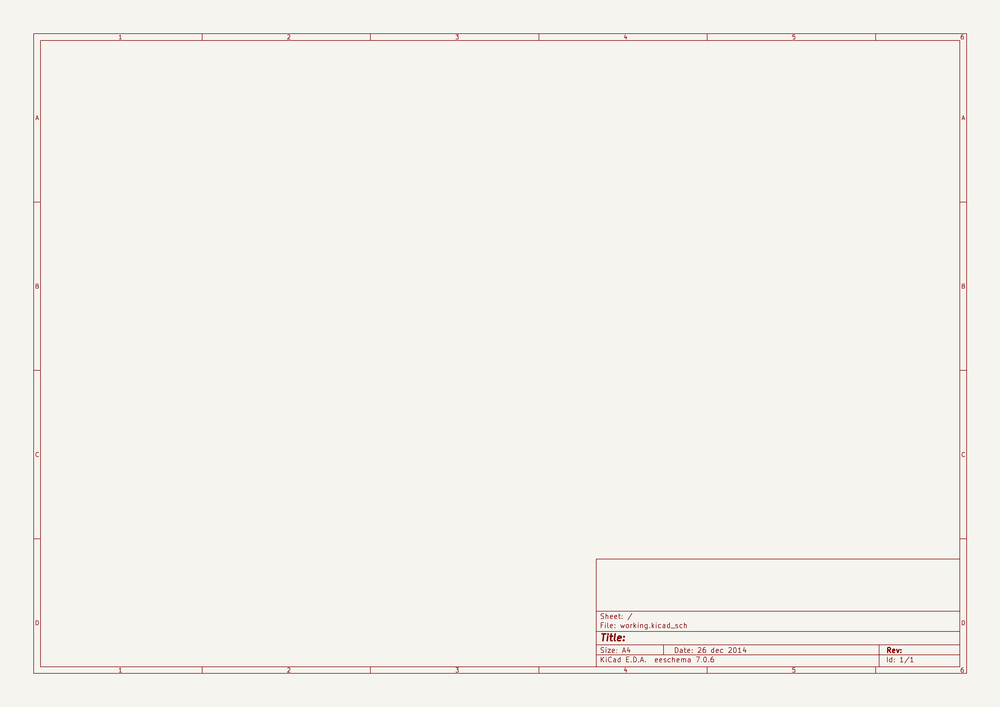 1 2 3 4 5 6
A A
B B
C C
Sheet: /
File: working.kicad_sch
D D
Title:
Size: A4 Date: 26 dec 2014 Rev:
KiCad E.D.A. eeschema 7.0.6 Id: 1/1
1 2 3 4 5 6